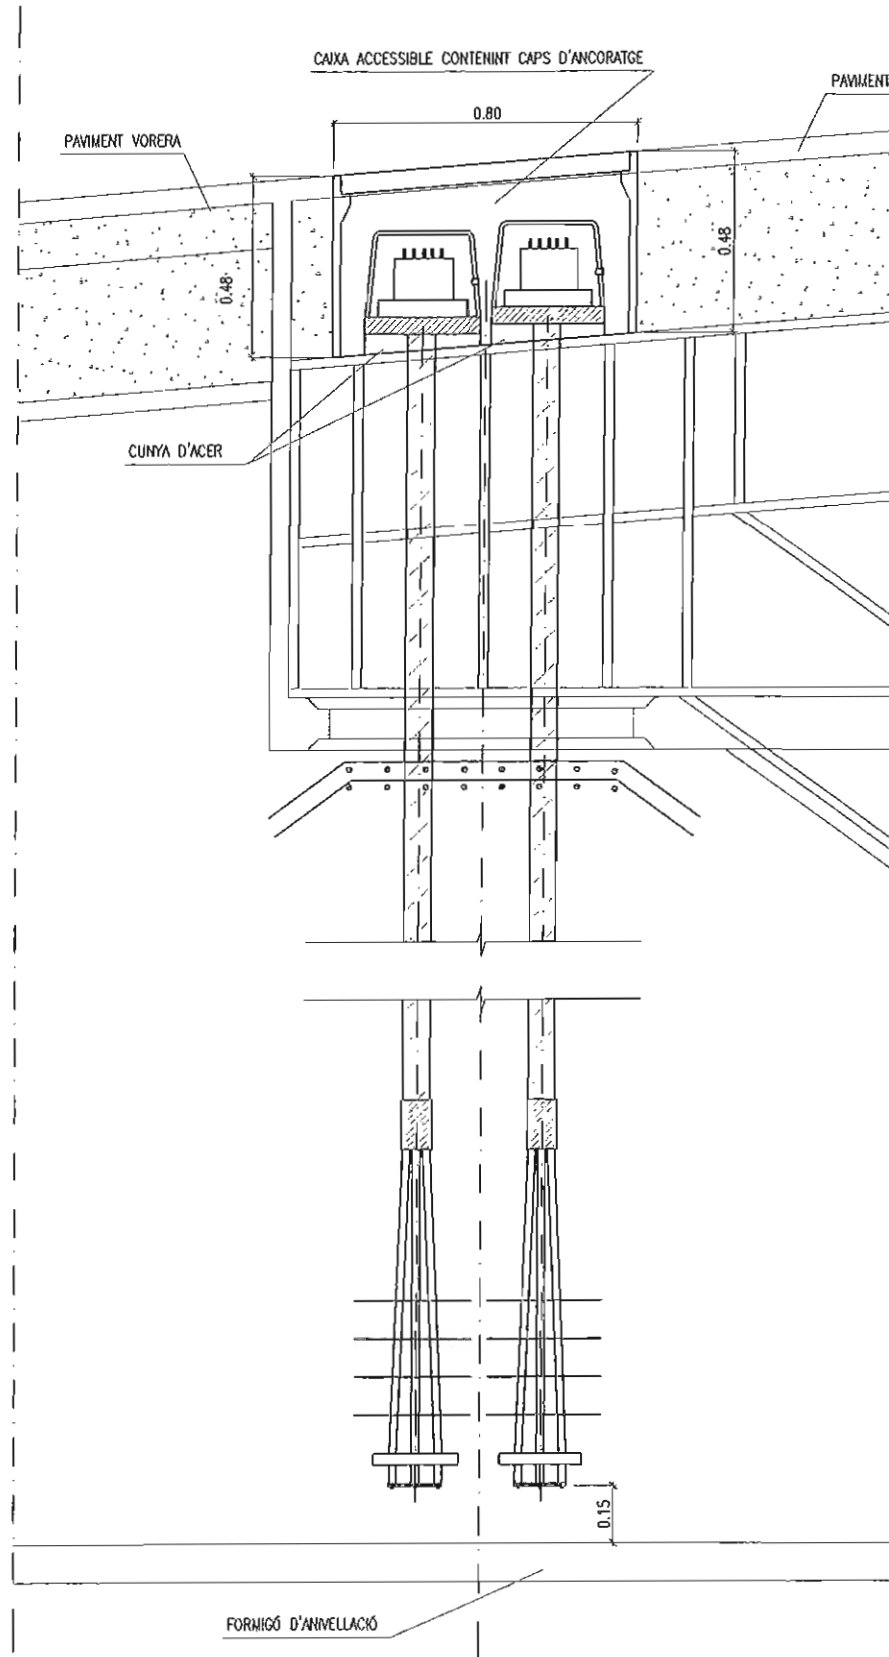 CAIXA ACCESSIBLE CONTENINT CAPS D'ANCORATGE
PAVIMENT
0.80
PAVIMENT VORERA
0.48
0.48
CUNYA D'ACER
0.15
FORMIGÓ D'ANIVELLACIÓ